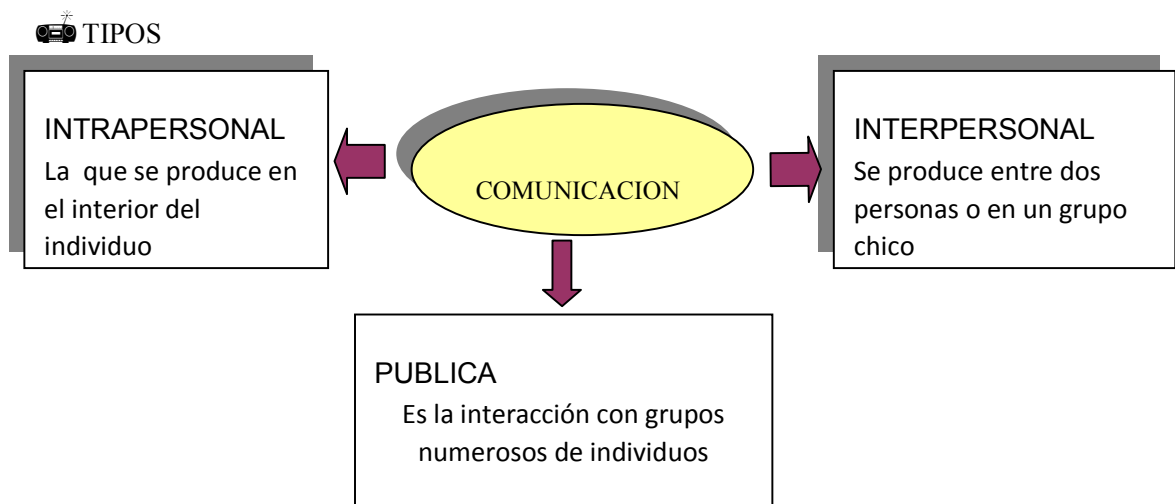 TIPOS
INTRAPERSONAL
La que se produce en
el interior del
individuo
COMUNICACION
INTERPERSONAL
Se produce entre dos
personas o en un grupo
chico
PUBLICA
Es la interacción con grupos
numerosos de individuos